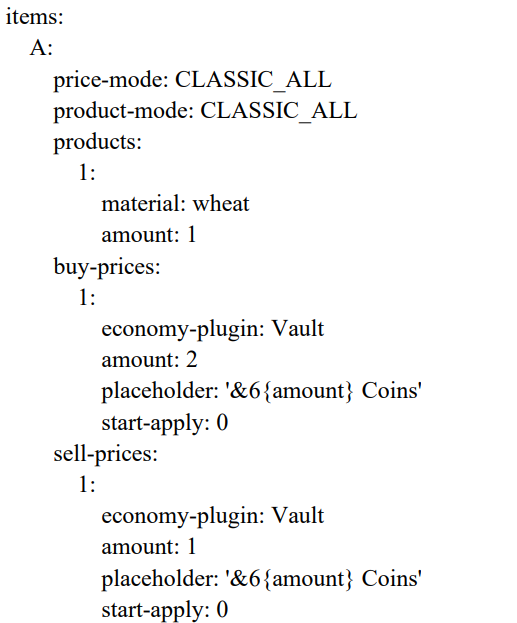 items:
  A:
    price-mode: CLASSIC_ALL
    product-mode: CLASSIC_ALL
    products:
      1:
        material: wheat
        amount: 1
    buy-prices:
      1:
        economy-plugin: Vault
        amount: 2
        placeholder: '&6{amount} Coins'
        start-apply: 0
    sell-prices:
      1:
        economy-plugin: Vault
        amount: 1
        placeholder: '&6{amount} Coins'
        start-apply: 0